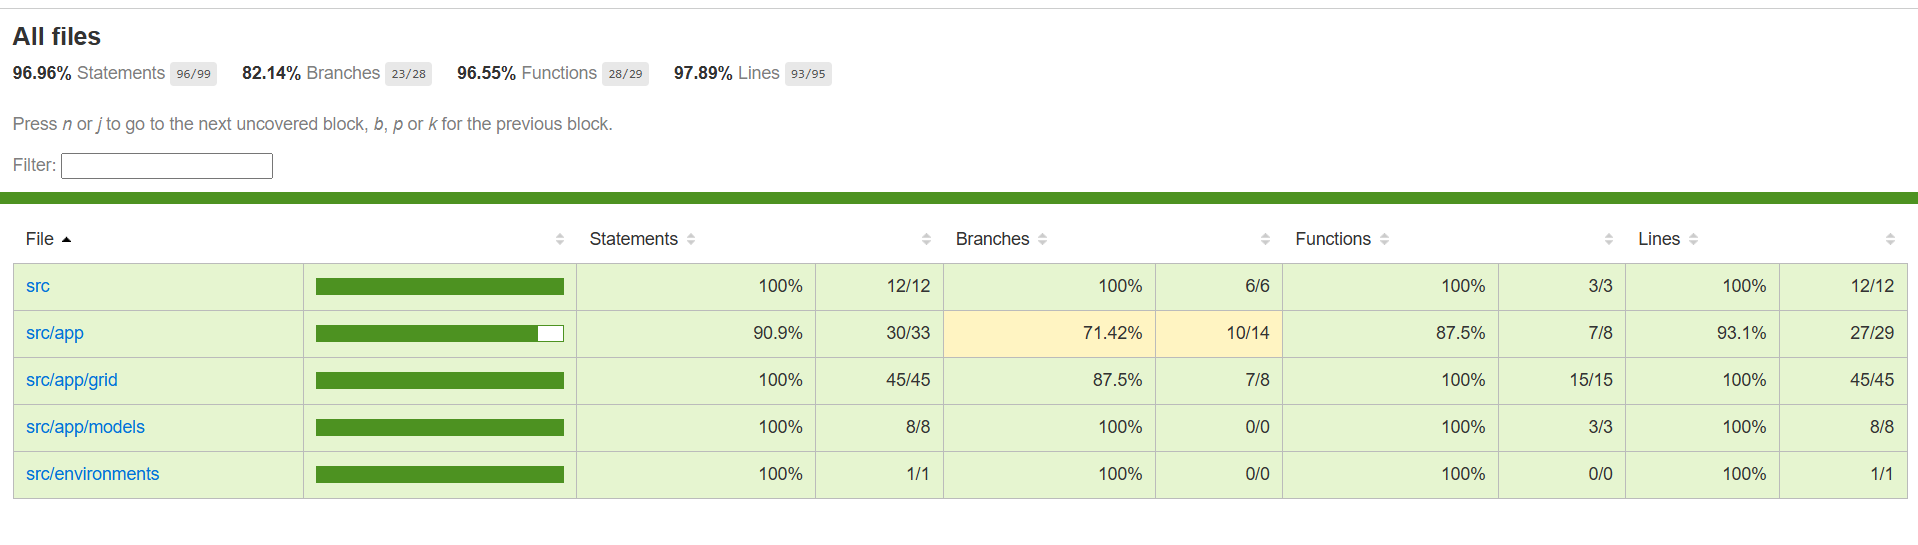 All files
96.96% Statements 96/99 82.14% Branches 23/28 96.55% Functions 28/29 97.89% Lines 93/95
Press n or j to go to the next uncovered block, b, p or k for the previous block.
Filter:
File Statements Branches Functions Lines
src 100% 12/12 100% 6/6 100% 3/3 100% 12/12
src/app 90.9% 30/33 71.42% 10/14 87.5% 7/8 93.1% 27/29
src/app/grid 100% 45/45 87.5% 7/8 100% 15/15 100% 45/45
src/app/models 100% 8/8 100% 0/0 100% 3/3 100% 8/8
src/environments 100% 1/1 100% 0/0 100% 0/0 100% 1/1